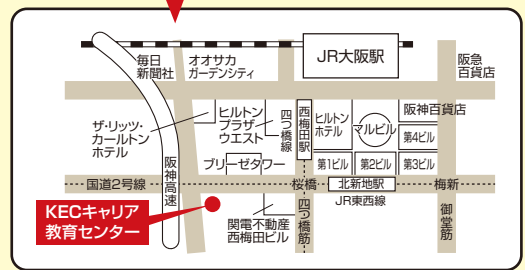 JR大阪駅
毎日
新聞社
オオサカ
ガーデンシティ
阪急
百貨店
ザ・リッツ・
カールトン
ホテル
ヒルトン
プラザ
ウエスト
四つ橋線
西梅田駅
ヒルトン
ホテル
マルビル
阪神百貨店
第4ビル
阪神高速
ブリーゼタワー
第1ビル
第2ビル
第3ビル
国道2号線
桜橋
北新地駅
梅新
JR東西線
KECキャリア
教育センター
関電不動産
西梅田ビル
四つ橋筋
御堂筋